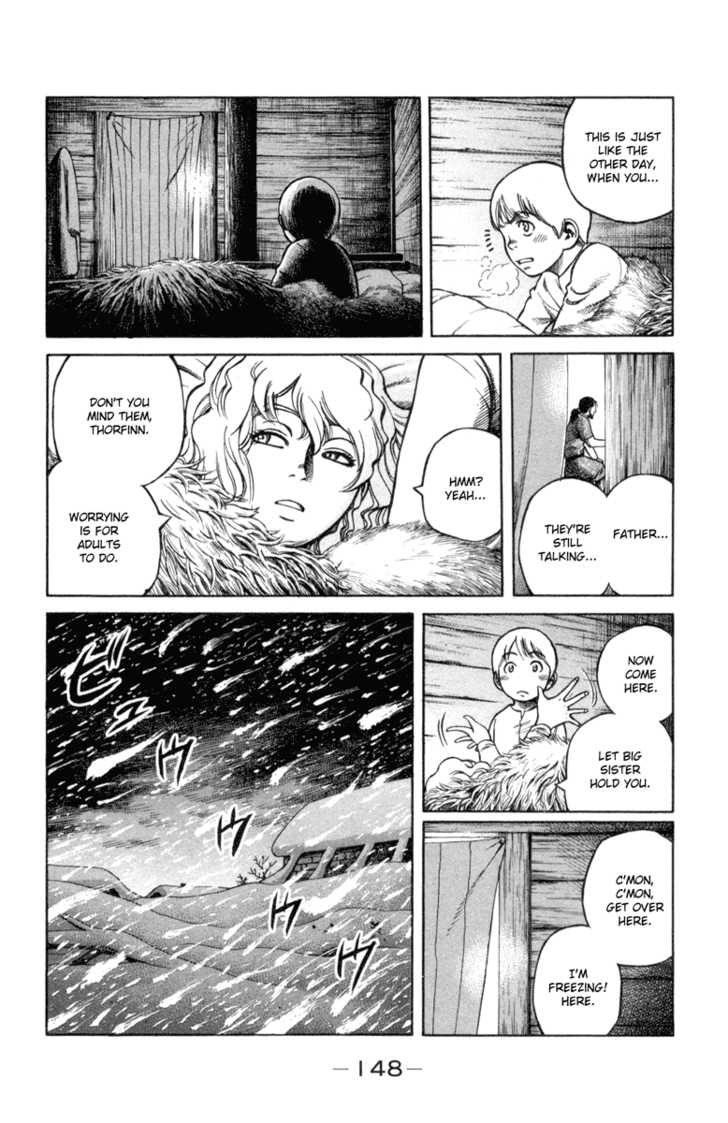 THIS IS JUST
LIKE THE
OTHER DAY,
WHEN YOU...
FATHER...
THEY'RE
STILL
TALKING...
HMM?
YEAH...
DON'T YOU
MIND THEM,
THORFINN.
WORRYING
IS FOR
ADULTS
TO DO.
NOW
COME
HERE.
LET BIG
SISTER
HOLD YOU.
C'MON,
C'MON,
GET OVER
HERE.
I'M
FREEZING!
HERE.
ビュウウウウ
—148—